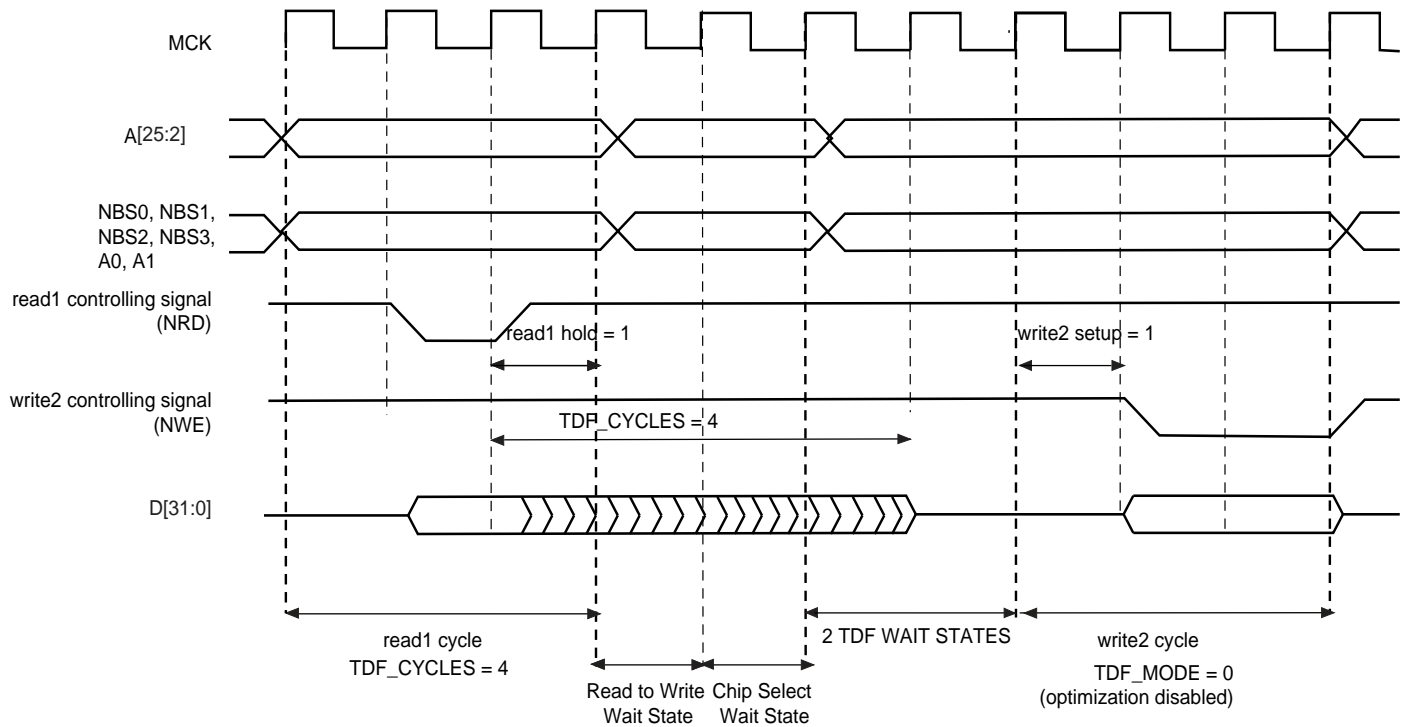 MCK
A[25:2]
NBS0, NBS1,
NBS2, NBS3,
A0, A1
read1 controlling signal
(NRD)
read1 hold = 1
write2 setup = 1
write2 controlling signal
(NWE)
TDF_CYCLES = 4
D[31:0]
read1 cycle
TDF_CYCLES = 4
2 TDF WAIT STATES
write2 cycle
TDF_MODE = 0
(optimization disabled)
Read to Write
Wait State
Chip Select
Wait State